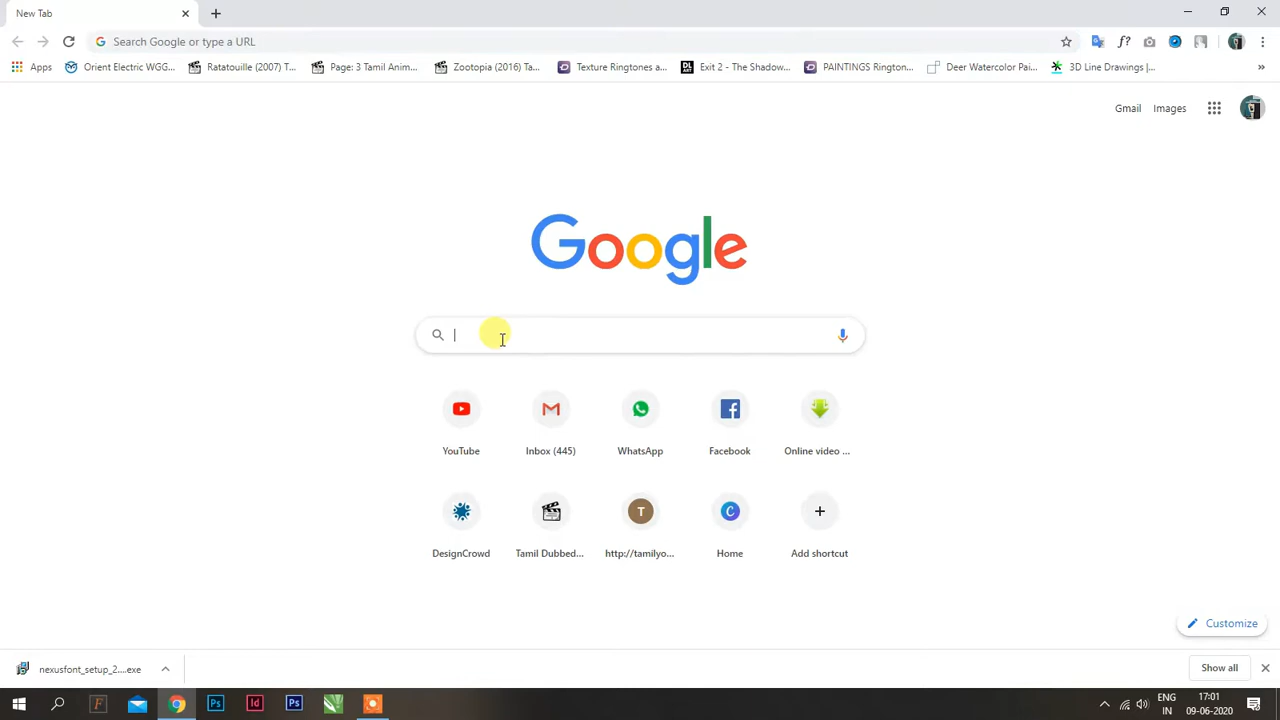 New Tab
Search Google or type a URL
Apps
Orient Electric WGG...
Ratatouille (2007) T...
Page: 3 Tamil Anim...
Zootopia (2016) Ta...
Texture Ringtones a...
Exit 2 - The Shadow...
PAINTINGS Rington...
Deer Watercolor Pai...
3D Line Drawings |...
Gmail
Images
Google
YouTube
Inbox (445)
WhatsApp
Facebook
Online video ...
DesignCrowd
Tamil Dubbed...
http://tamilyo...
Home
Add shortcut
Customize
nexusfont_setup_2....exe
Show all
ENG
IN
17:01
09-06-2020